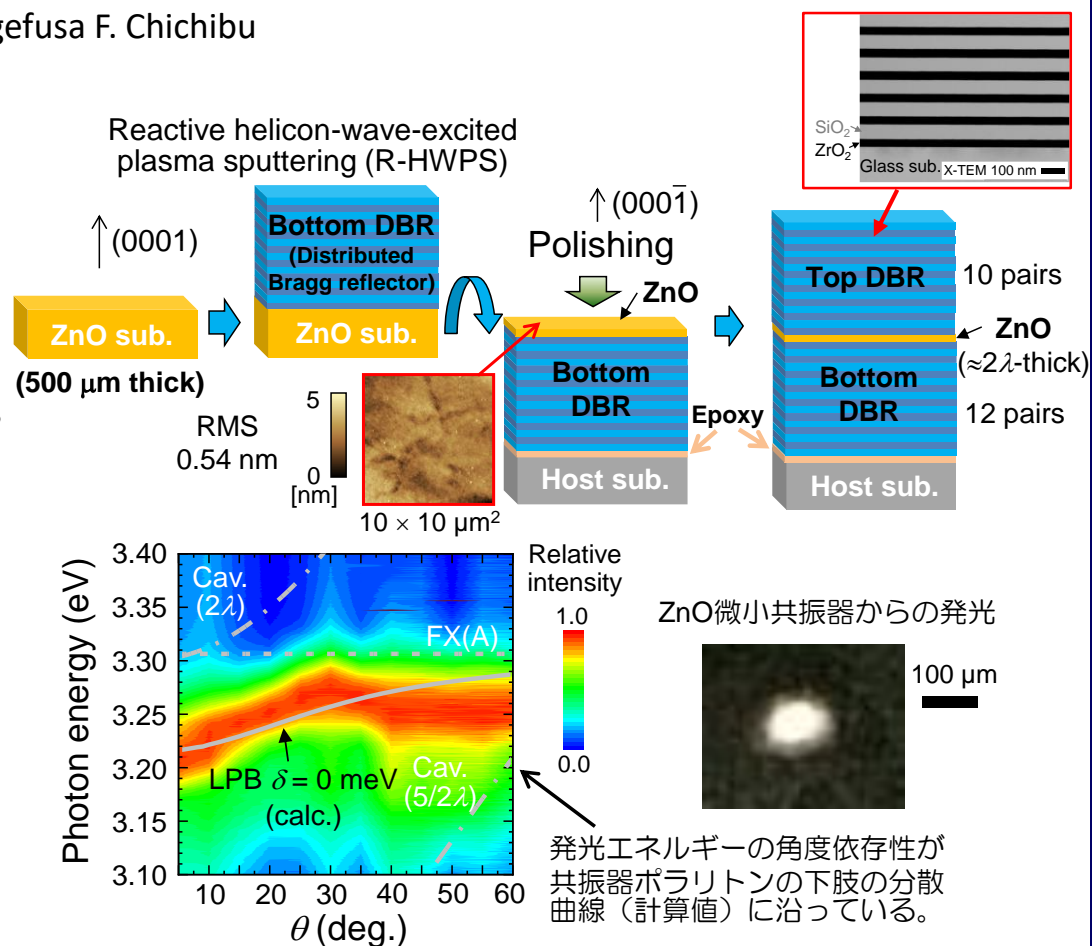 gefusa F. Chichibu
SiO₂
ZrO₂
Glass sub.
X-TEM 100 nm
Reactive helicon-wave-excited
plasma sputtering (R-HWPS)
(0001)
Bottom DBR
(Distributed
Bragg reflector)
ZnO sub.
ZnO sub.
(500 μm thick)
(0001̅)
Polishing
ZnO
Bottom
DBR
Epoxy
Host sub.
Top DBR
10 pairs
ZnO
(≈2λ-thick)
Bottom
DBR
12 pairs
Host sub.
RMS
0.54 nm
5
0
[nm]
10 × 10 μm²
Photon energy (eV)
3.40
3.35
3.30
3.25
3.20
3.15
3.10
Cav.
(2λ)
FX(A)
LPB δ = 0 meV
(calc.)
Cav.
(5/2λ)
10 20 30 40 50 60
θ (deg.)
Relative
intensity
1.0
0.0
ZnO微小共振器からの発光
100 μm
発光エネルギーの角度依存性が
共振器ポラリトンの下肢の分散
曲線（計算値）に沿っている。